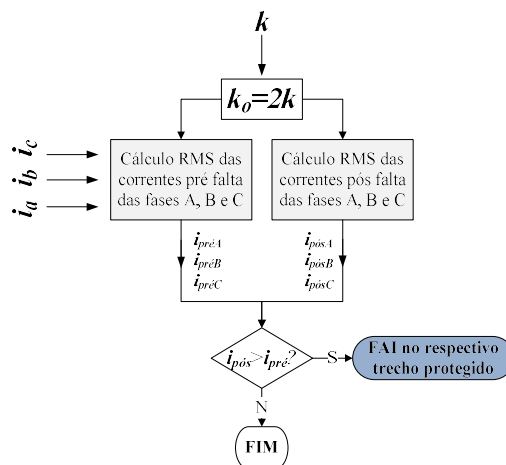 k
k₀=2k
i_a i_b i_c
Cálculo RMS das
correntes pré falta
das fases A, B e C
Cálculo RMS das
correntes pós falta
das fases A, B e C
i_préA
i_préB
i_préC
i_pósA
i_pósB
i_pósC
i_pós>i_pré?
S
FAI no respectivo
trecho protegido
N
FIM